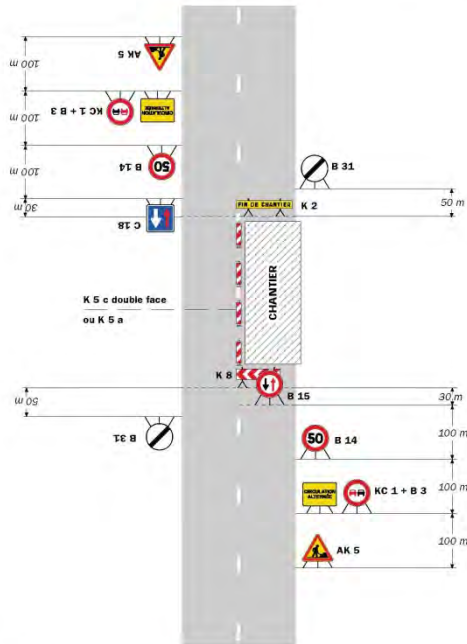 100 m
AK 5
100 m
KC 1 + B 3
CIRCULATION
ALTERNÉE
100 m
B 14
50
30 m
C 18
B 31
50 m
FIN DE CHANTIER
K 2
CHANTIER
K 5 c double face
ou K 5 a
K 8
B 15
50 m
B 31
30 m
50
B 14
100 m
CIRCULATION
ALTERNÉE
KC 1 + B 3
100 m
AK 5
100 m